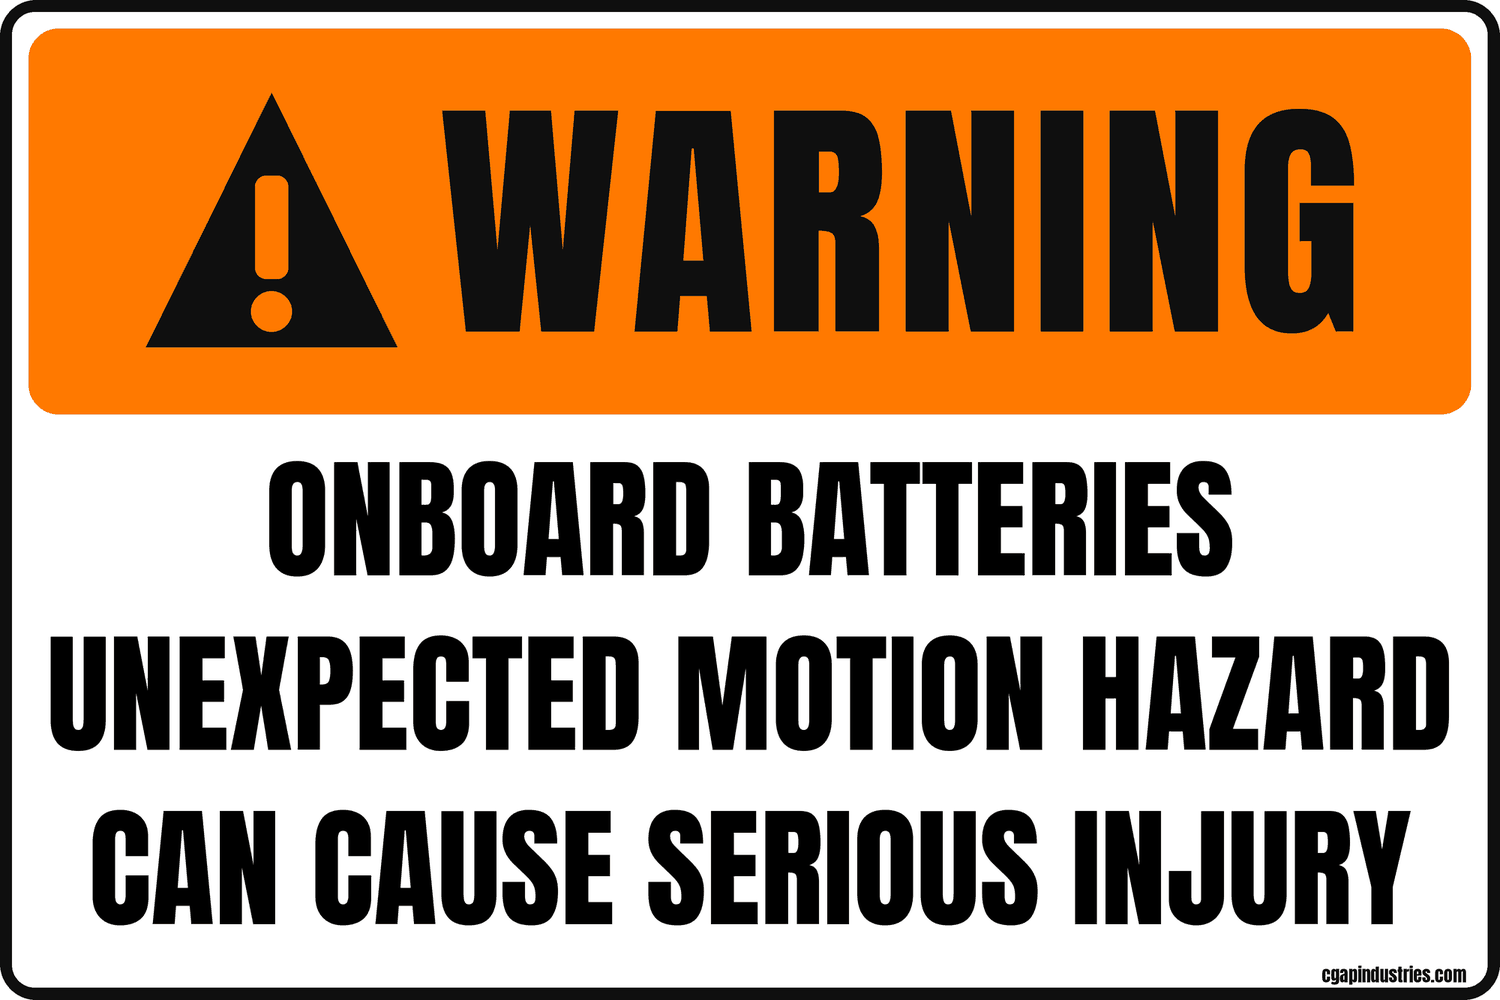 WARNING
ONBOARD BATTERIES
UNEXPECTED MOTION HAZARD
CAN CAUSE SERIOUS INJURY
cgapindustries.com